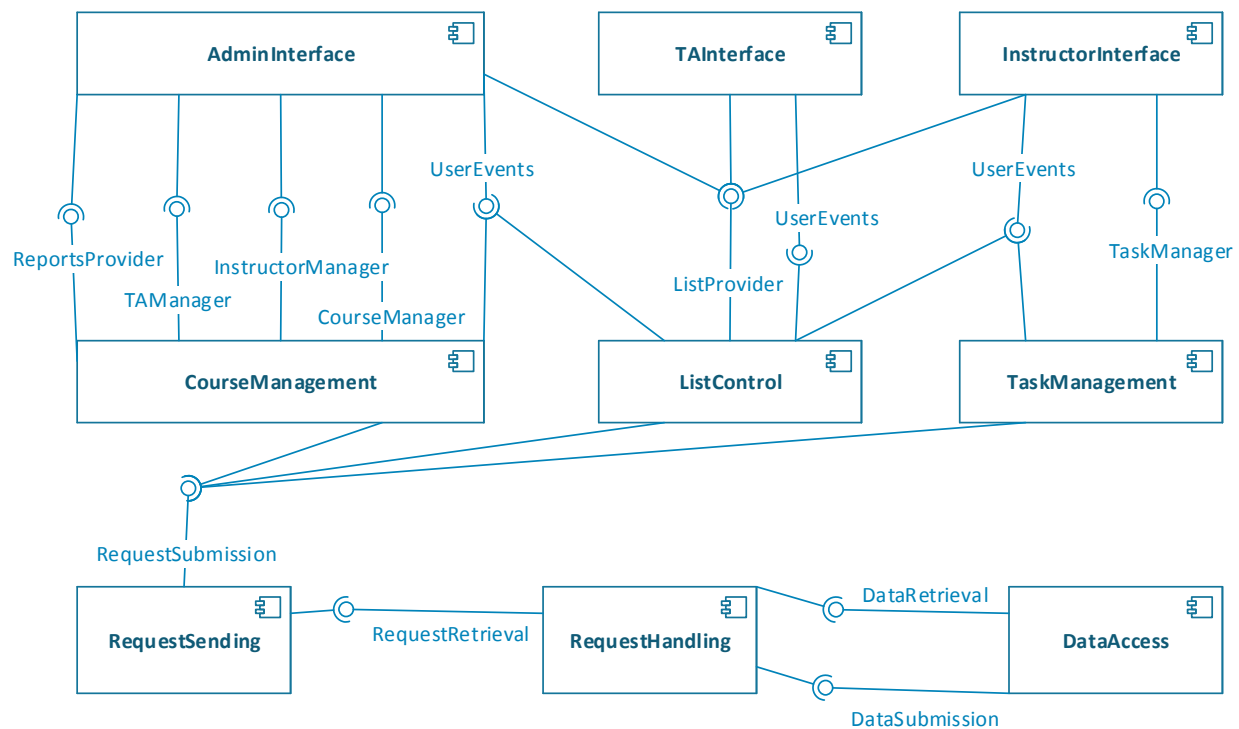 AdminInterface
TAInterface
InstructorInterface
UserEvents
UserEvents
UserEvents
ReportsProvider
TaskManager
InstructorManager
ListProvider
TAManager
CourseManager
CourseManagement
ListControl
TaskManagement
RequestSubmission
DataRetrieval
RequestRetrieval
RequestSending
RequestHandling
DataAccess
DataSubmission